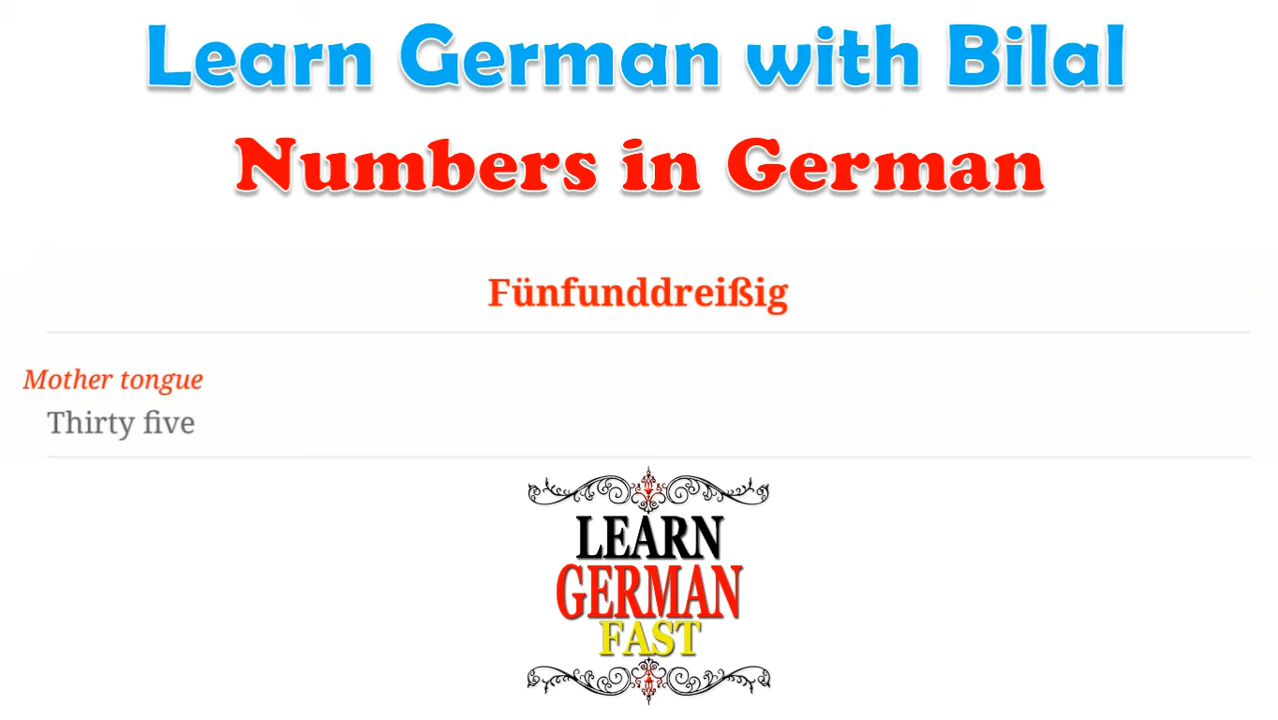 Learn German with Bilal
Numbers in German
Fünfunddreißig
Mother tongue
Thirty five
LEARN
GERMAN
FAST